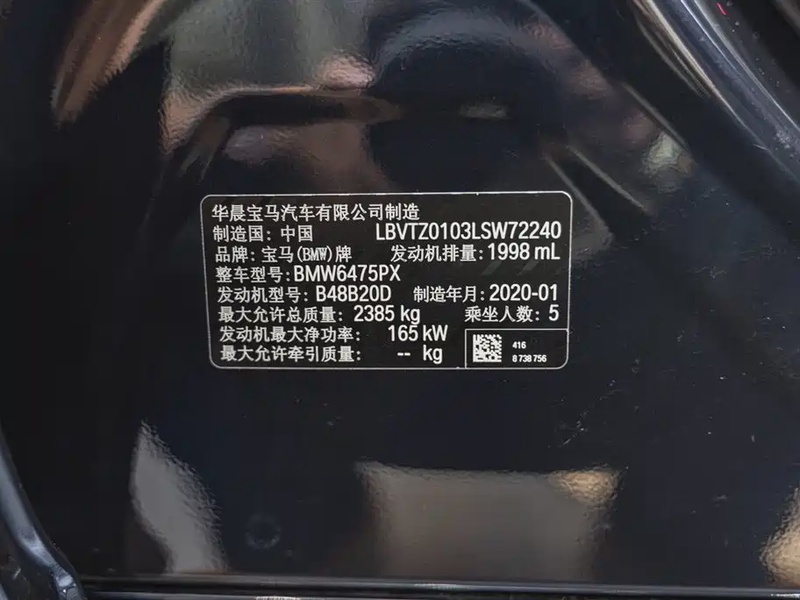 华晨宝马汽车有限公司制造
制造国: 中国 LBVTZ0103LSW72240
品牌: 宝马(BMW)牌 发动机排量: 1998 mL
整车型号: BMW6475PX
发动机型号: B48B20D 制造年月: 2020-01
最大允许总质量: 2385 kg 乘坐人数: 5
发动机最大净功率: 165 kW
最大允许牵引质量: -- kg
416
8 738 756